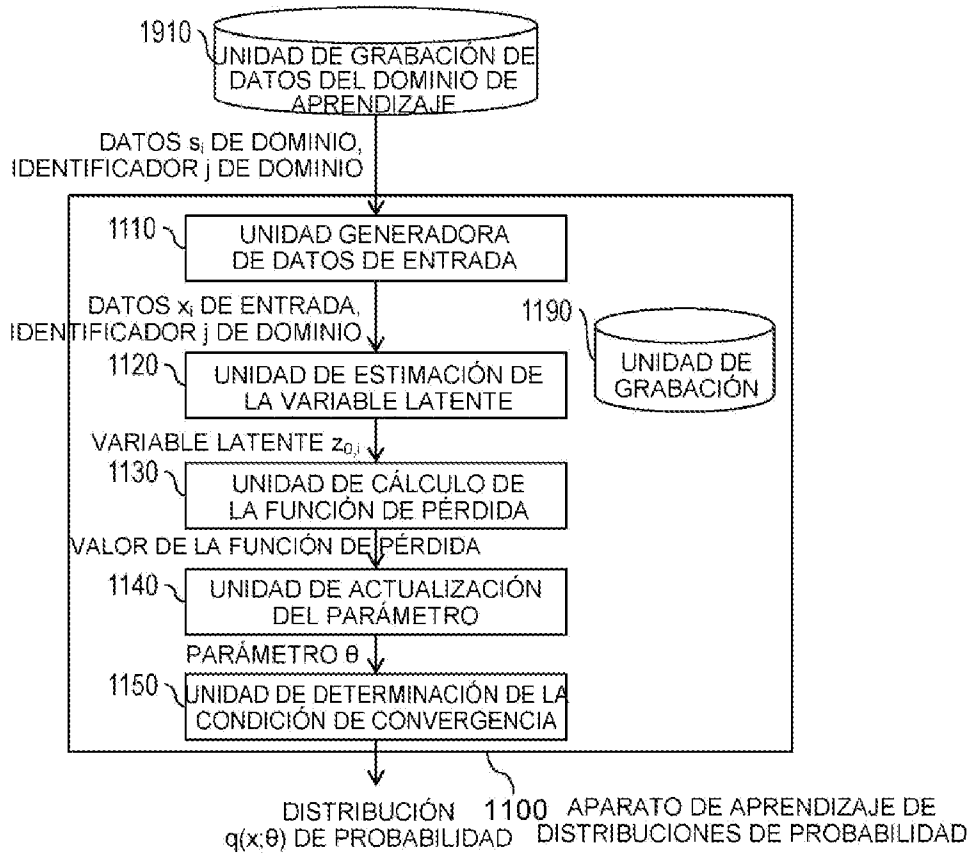 1910
UNIDAD DE GRABACIÓN DE
DATOS DEL DOMINIO DE
APRENDIZAJE
DATOS sᵢ DE DOMINIO,
IDENTIFICADOR j DE DOMINIO
1110
UNIDAD GENERADORA
DE DATOS DE ENTRADA
DATOS xᵢ DE ENTRADA,
IDENTIFICADOR j DE DOMINIO
1190
UNIDAD DE
GRABACIÓN
1120
UNIDAD DE ESTIMACIÓN DE
LA VARIABLE LATENTE
VARIABLE LATENTE z₀,ᵢ
1130
UNIDAD DE CÁLCULO DE
LA FUNCIÓN DE PÉRDIDA
VALOR DE LA FUNCIÓN DE PÉRDIDA
1140
UNIDAD DE ACTUALIZACIÓN
DEL PARÁMETRO
PARÁMETRO θ
1150
UNIDAD DE DETERMINACIÓN DE LA
CONDICIÓN DE CONVERGENCIA
DISTRIBUCIÓN
q(x;θ) DE PROBABILIDAD
1100 APARATO DE APRENDIZAJE DE
DISTRIBUCIONES DE PROBABILIDAD